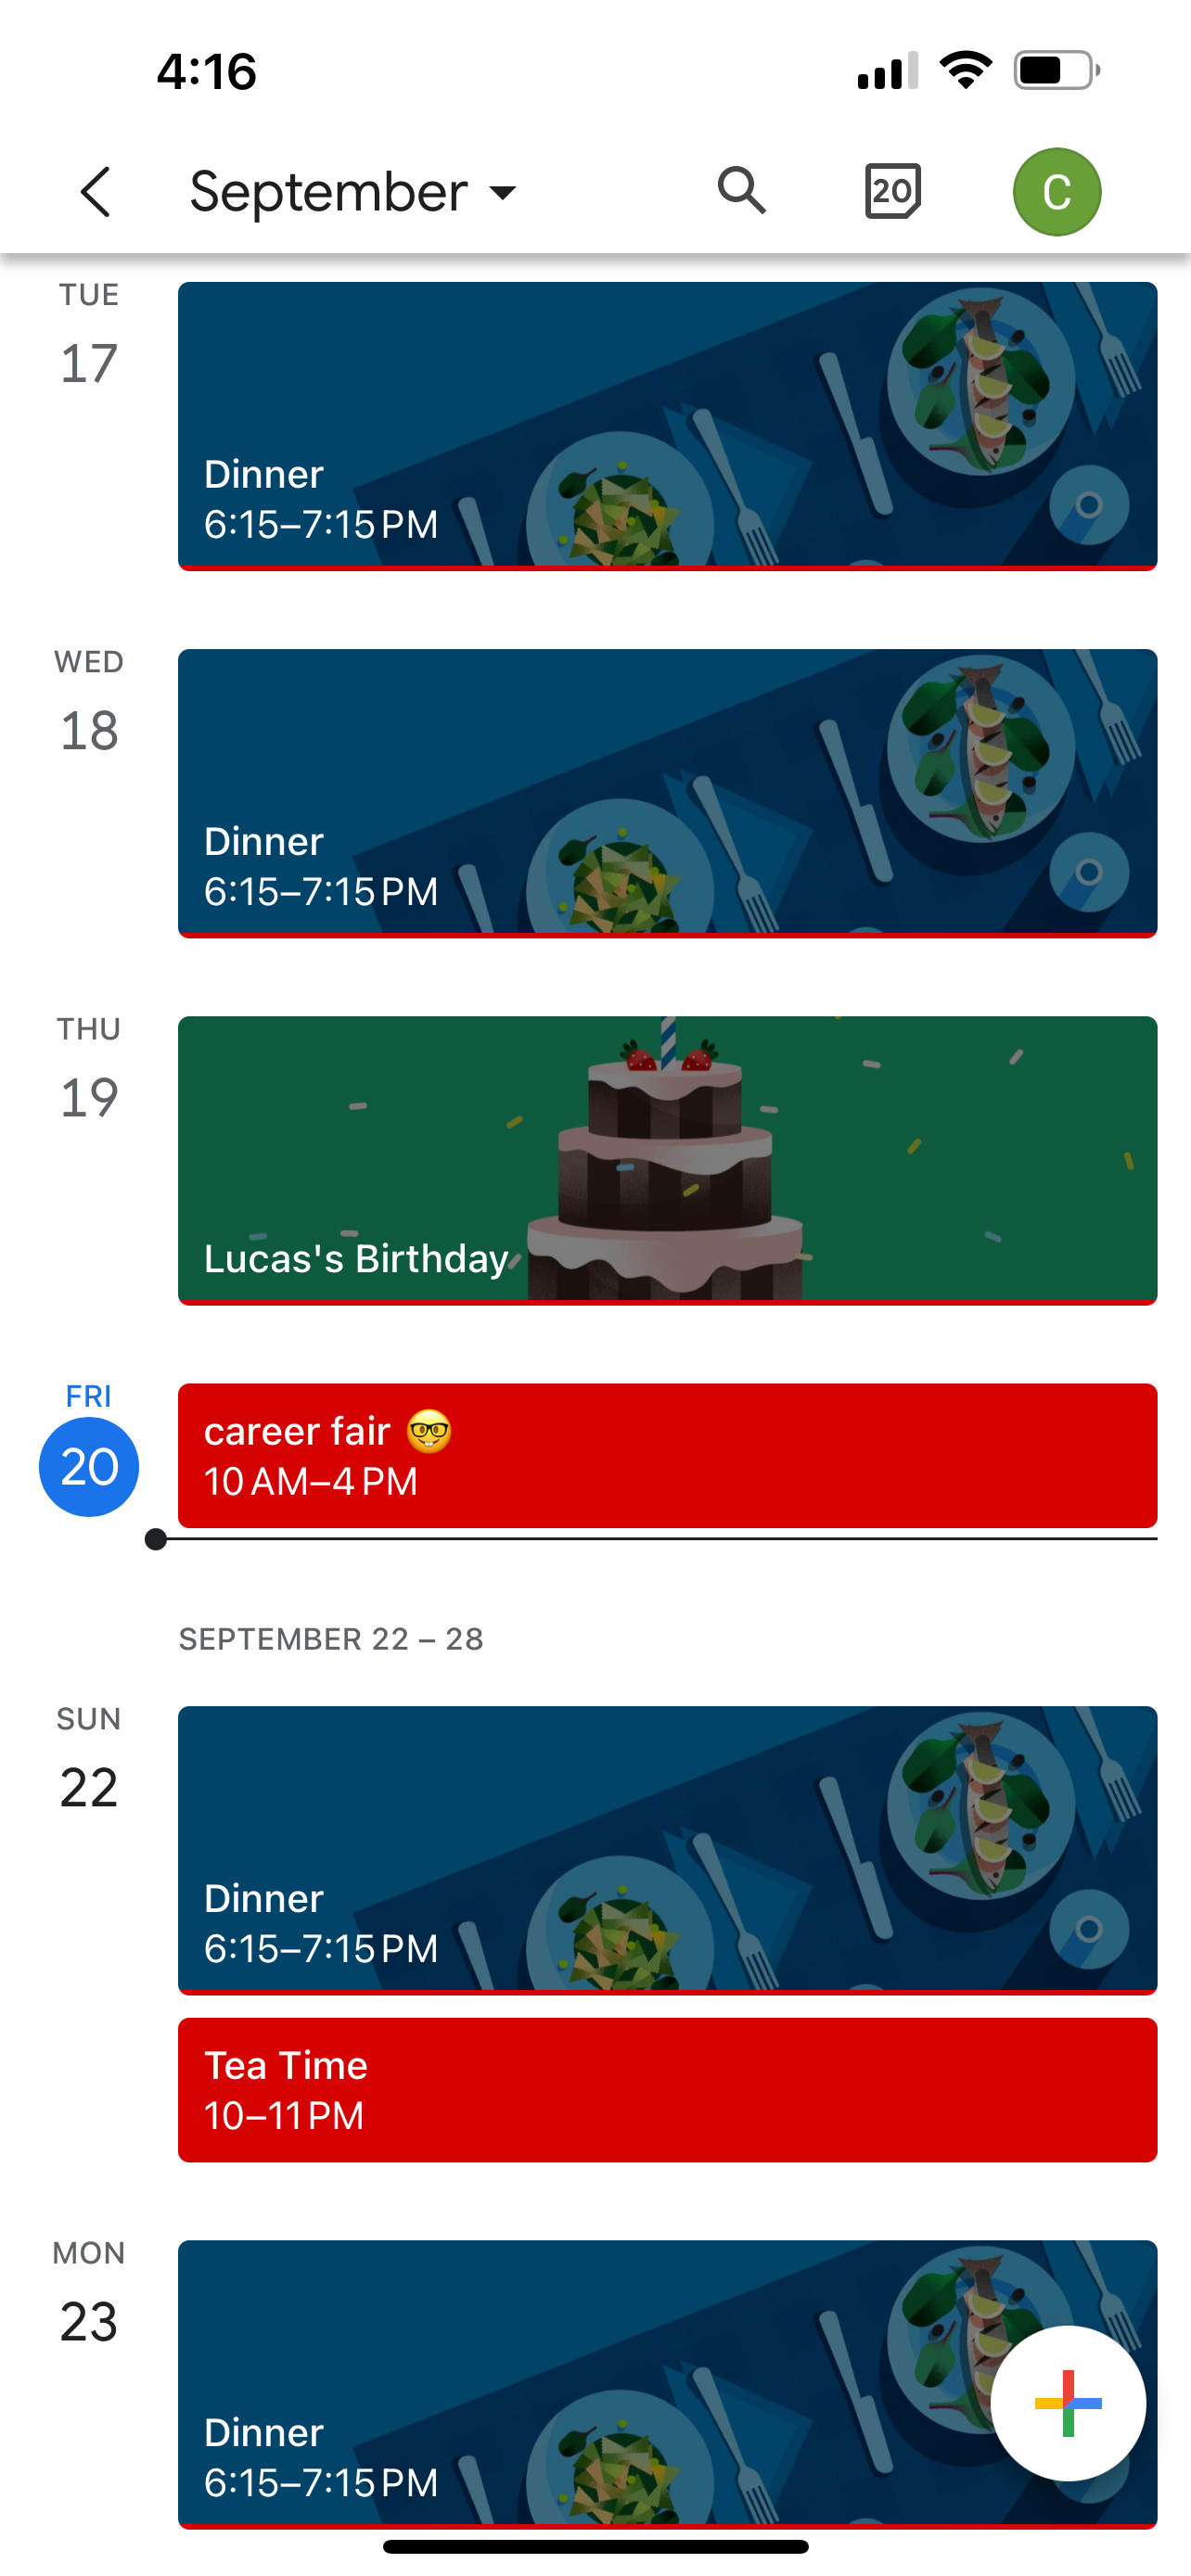 4:16
September
20
C
TUE
17
Dinner
6:15–7:15 PM
WED
18
Dinner
6:15–7:15 PM
THU
19
Lucas's Birthday
FRI
20
career fair 🤓
10 AM–4 PM
SEPTEMBER 22 – 28
SUN
22
Dinner
6:15–7:15 PM
Tea Time
10–11 PM
MON
23
Dinner
6:15–7:15 PM